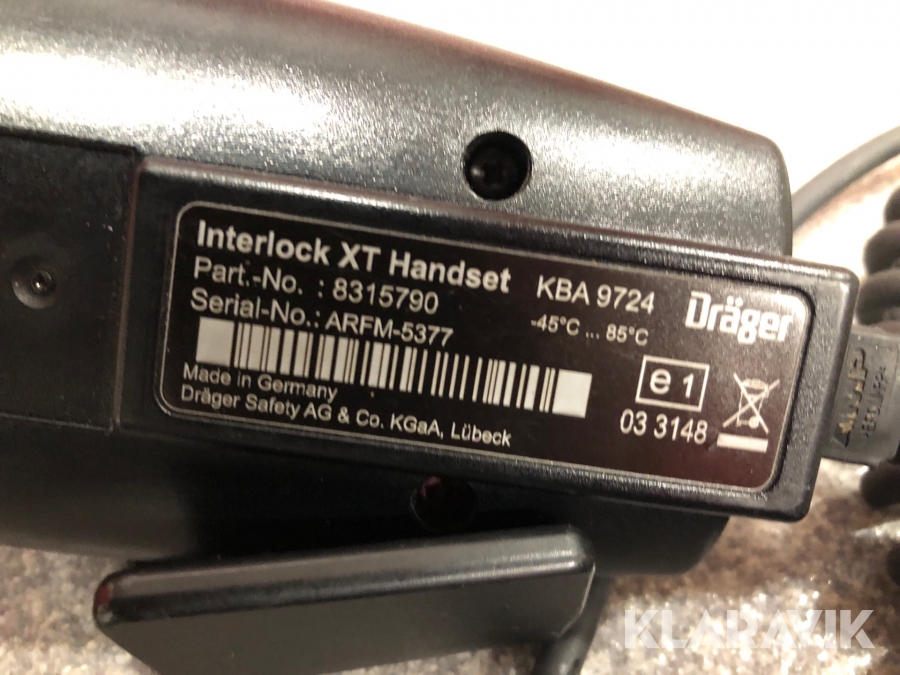 Interlock XT Handset
Part.-No. : 8315790
Serial-No.: ARFM-5377
KBA 9724
-45°C ... 85°C
Dräger
Made in Germany
Dräger Safety AG & Co. KGaA, Lübeck
e1
03 3148
KLARAVIK